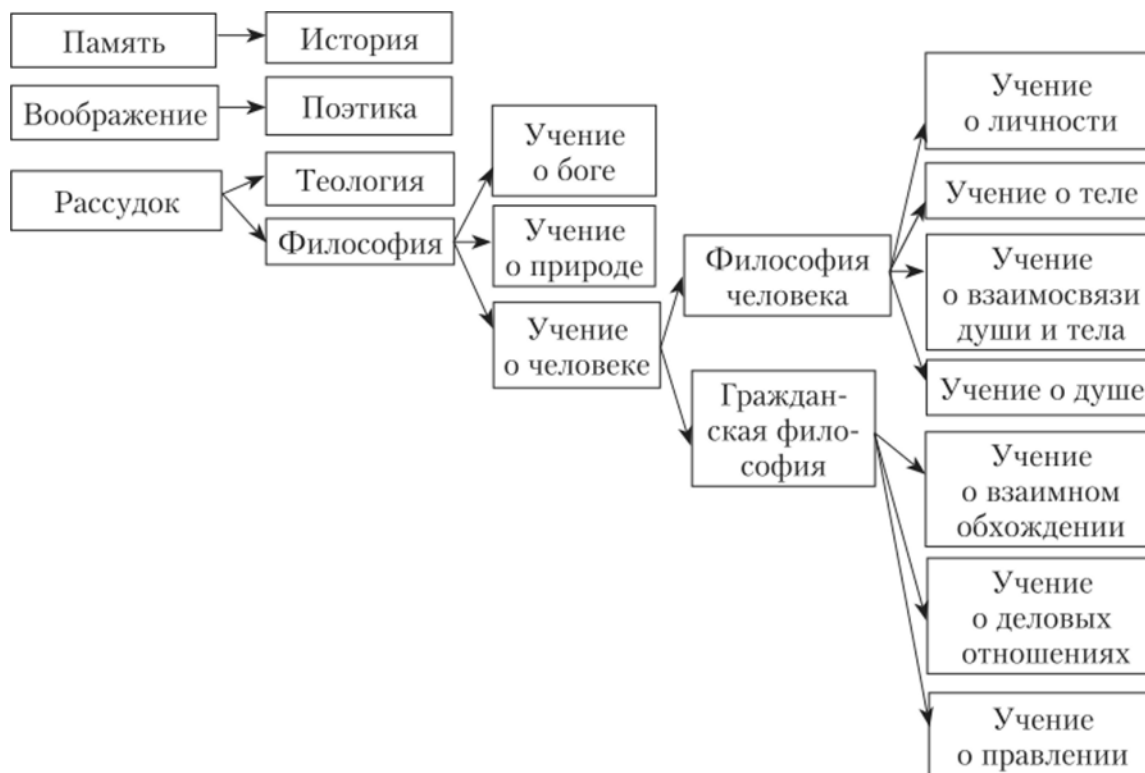 Память
История
Воображение
Поэтика
Рассудок
Теология
Философия
Учение
о боге
Учение
о природе
Учение
о человеке
Философия
человека
Граждан-
ская фило-
софия
Учение
о личности
Учение о теле
Учение
о взаимосвязи
души и тела
Учение о душе
Учение
о взаимном
обхождении
Учение
о деловых
отношениях
Учение
о правлении